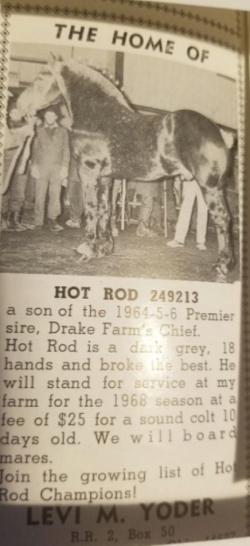 THE HOME OF
HOT ROD 249213
a son of the 1964-5-6 Premier
sire, Drake Farm's Chief.
Hot Rod is a dark grey, 18
hands and broke the best. He
will stand for service at my
farm for the 1968 season at a
fee of $25 for a sound colt 10
days old. We will board
mares.
Join the growing list of Hot
Rod Champions!
LEVI M. YODER
R.R. 2, Box 50